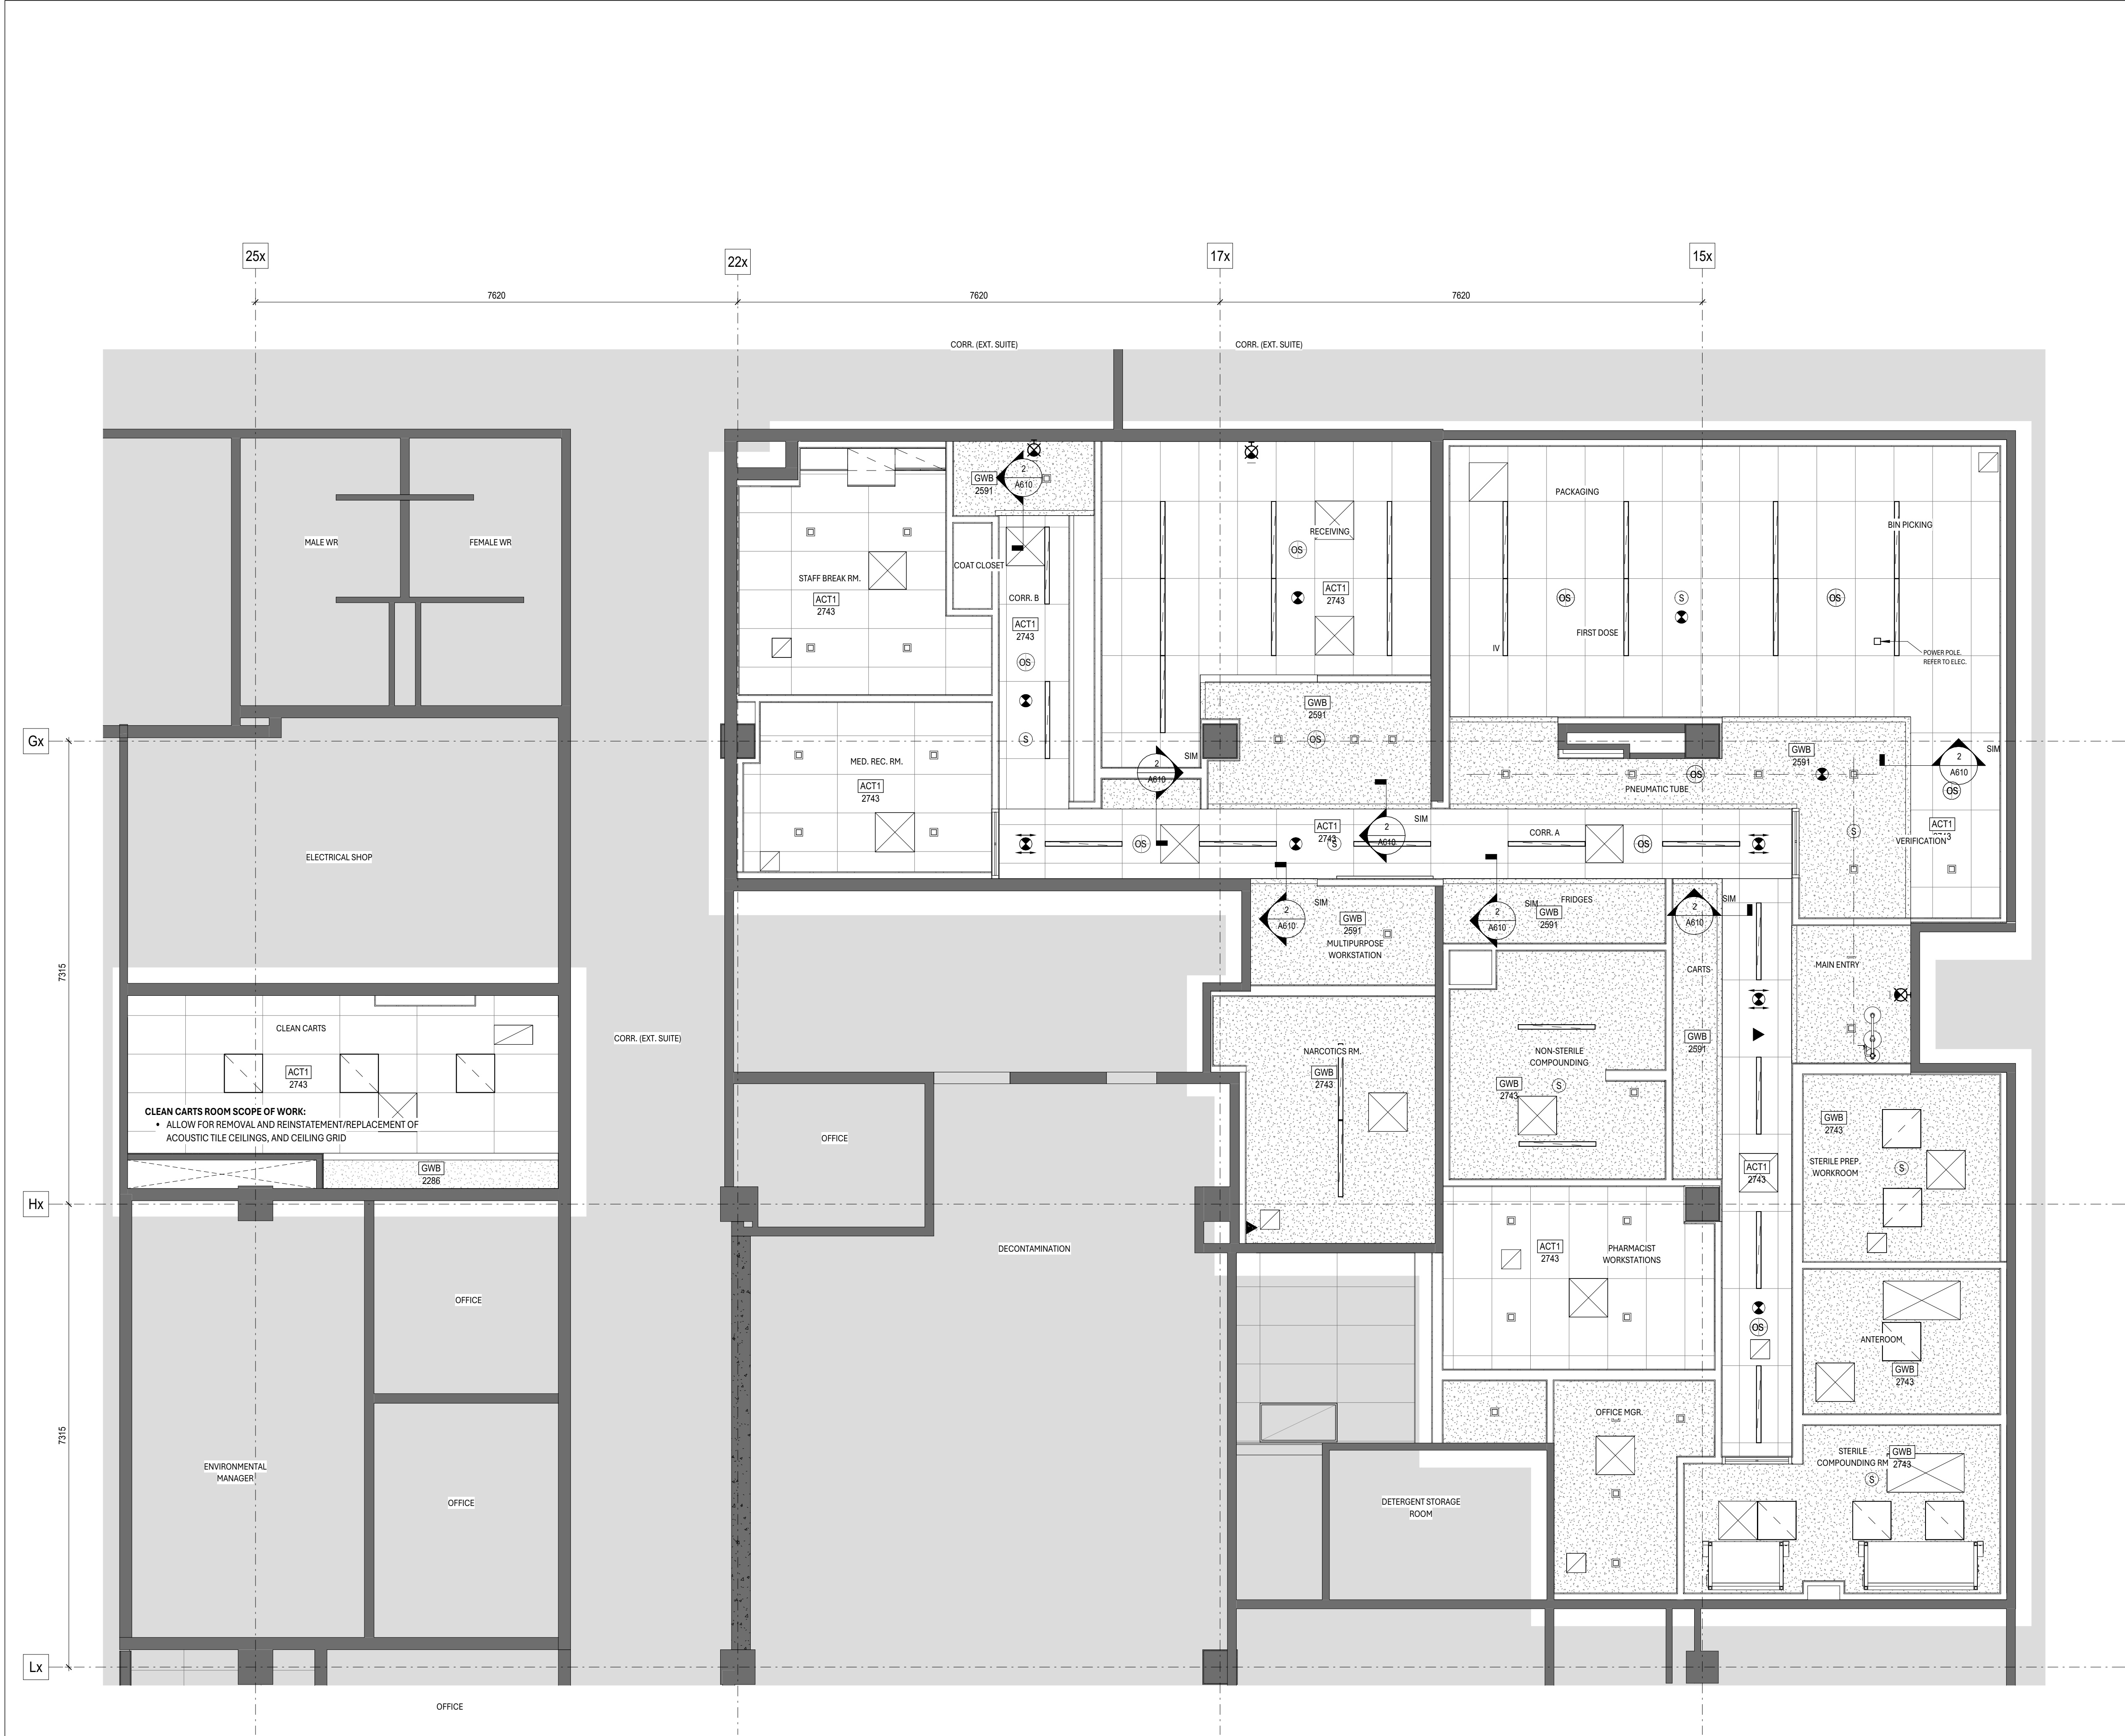 25x
22x
17x
15x
7620
7620
7620
CORR. (EXT. SUITE)
CORR. (EXT. SUITE)
GWB
2591
2
A610
PACKAGING
BIN PICKING
RECEIVING
MALE WR
FEMALE WR
OS
COAT CLOSET
STAFF BREAK RM.
ACT1
2743
CORR. B
ACT1
2743
ACT1
2743
OS
S
OS
FIRST DOSE
IV
POWER POLE.
REFER TO ELEC.
OS
GWB
2591
Gx
S
OS
GWB
2591
SIM
2
A610
SIM
2
A610
OS
MED. REC. RM.
ACT1
2743
OS
PNEUMATIC TUBE
SIM
ACT1
2743
2
A610
CORR. A
S
ACT1
2743
VERIFICATION
OS
S
OS
ELECTRICAL SHOP
SIM
2
A610
GWB
2591
MULTIPURPOSE
WORKSTATION
SIM
2
A610
FRIDGES
GWB
2591
SIM
2
A610
7315
CARTS
MAIN ENTRY
CLEAN CARTS
CORR. (EXT. SUITE)
GWB
2591
NARCOTICS RM.
GWB
2743
NON-STERILE
COMPOUNDING
GWB
2743
S
ACT1
2743
CLEAN CARTS ROOM SCOPE OF WORK:
• ALLOW FOR REMOVAL AND REINSTATEMENT/REPLACEMENT OF
ACOUSTIC TILE CEILINGS, AND CEILING GRID
GWB
2286
OFFICE
GWB
2743
STERILE PREP.
WORKROOM
S
ACT1
2743
Hx
DECONTAMINATION
ACT1
2743
PHARMACIST
WORKSTATIONS
OFFICE
OS
ANTEROOM
GWB
2743
7315
OFFICE MGR.
ENVIRONMENTAL
MANAGER
STERILE
COMPOUNDING RM
GWB
2743
S
OFFICE
DETERGENT STORAGE
ROOM
Lx
OFFICE